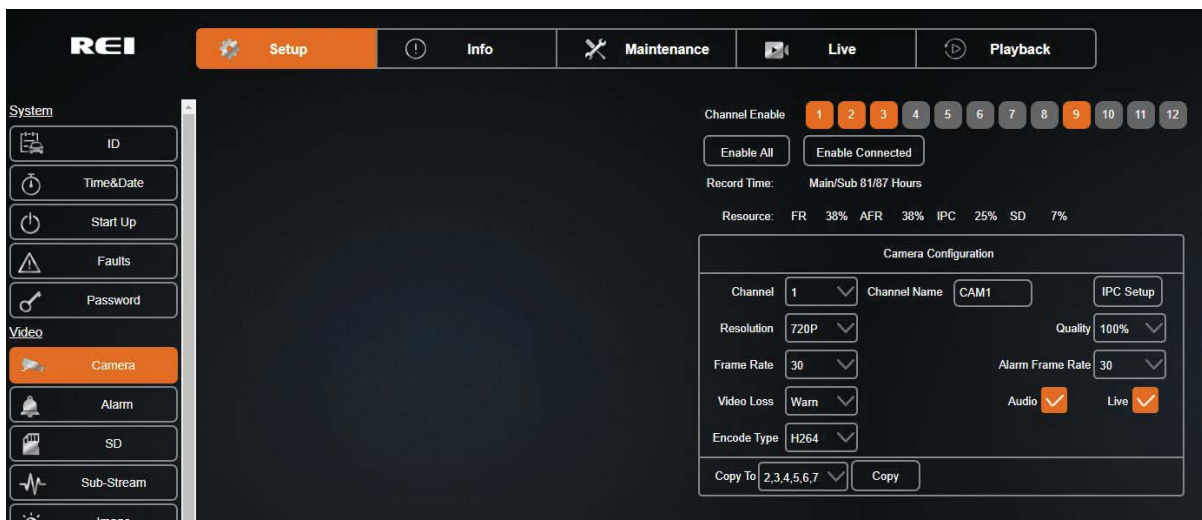 REI
Setup
Info
Maintenance
Live
Playback
System
ID
Time&Date
Start Up
Faults
Password
Video
Camera
Alarm
SD
Sub-Stream
Channel Enable 1 2 3 4 5 6 7 8 9 10 11 12
Enable All Enable Connected
Record Time: Main/Sub 81/87 Hours
Resource: FR 38% AFR 38% IPC 25% SD 7%
Camera Configuration
Channel 1 Channel Name CAM1 IPC Setup
Resolution 720P Quality 100%
Frame Rate 30 Alarm Frame Rate 30
Video Loss Warn Audio Live
Encode Type H264
Copy To 2,3,4,5,6,7 Copy